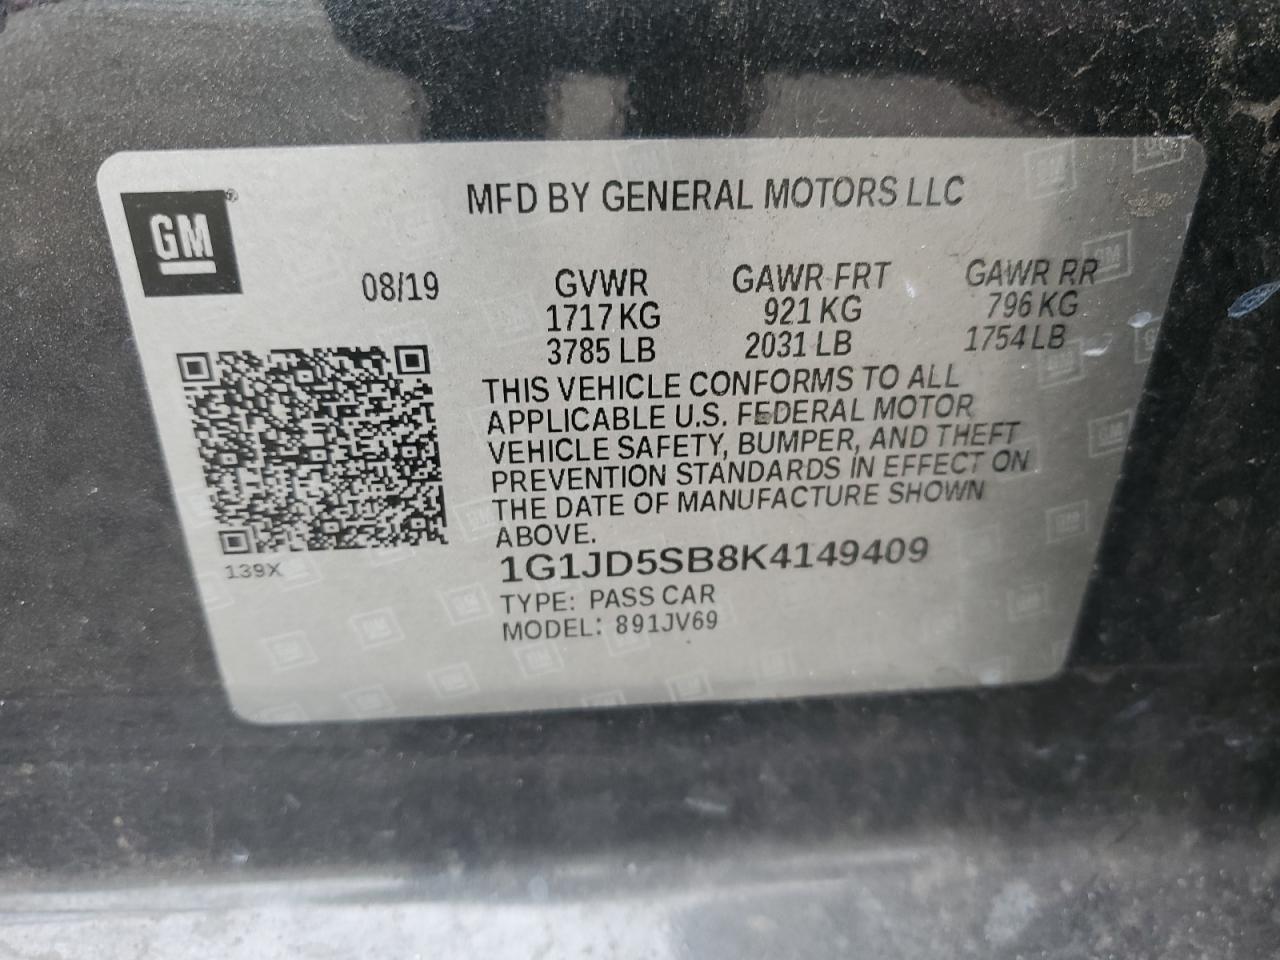 GM
MFD BY GENERAL MOTORS LLC
08/19 GVWR GAWR FRT GAWR RR
1717 KG 921 KG 796 KG
3785 LB 2031 LB 1754 LB
THIS VEHICLE CONFORMS TO ALL
APPLICABLE U.S. FEDERAL MOTOR
VEHICLE SAFETY, BUMPER, AND THEFT
PREVENTION STANDARDS IN EFFECT ON
THE DATE OF MANUFACTURE SHOWN
ABOVE.
139X
1G1JD5SB8K4149409
TYPE: PASS CAR
MODEL: 891JV69